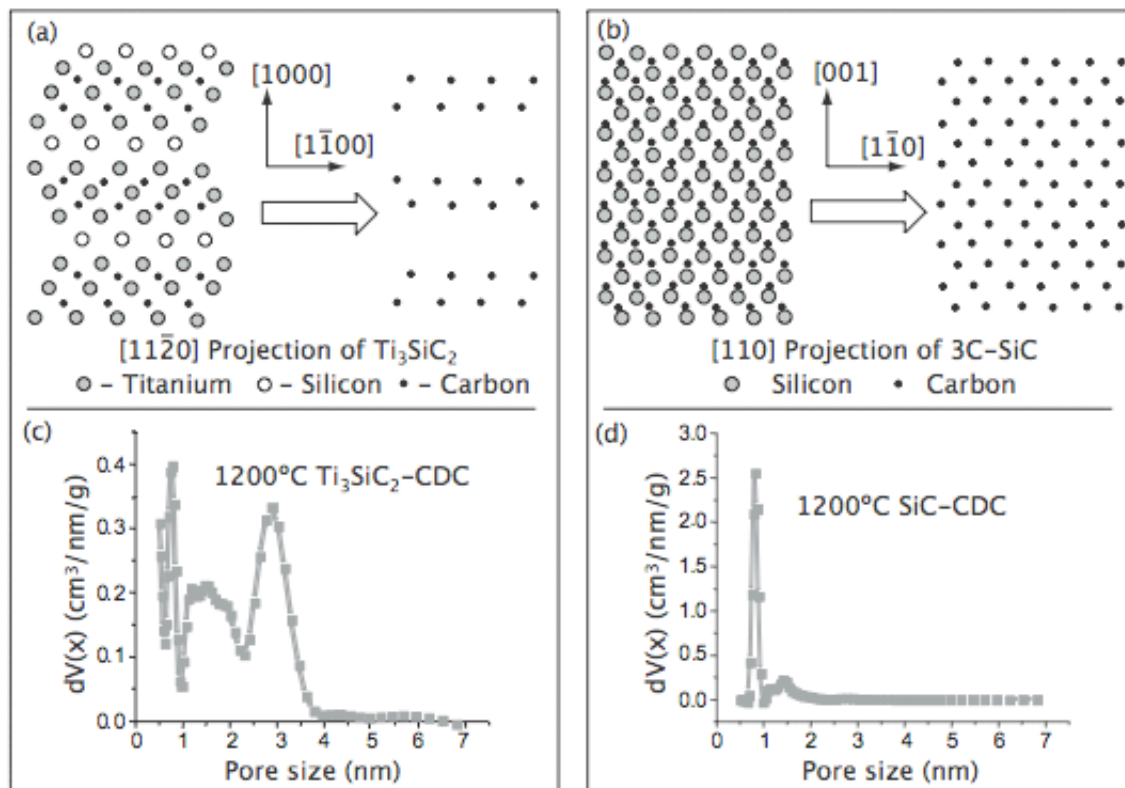 (a)
[1000]
[11̅00]
[112̅0] Projection of Ti₃SiC₂
– Titanium – Silicon – Carbon
(b)
[001]
[11̅0]
[110] Projection of 3C–SiC
Silicon Carbon
(c)
1200°C Ti₃SiC₂–CDC
dV(x) (cm³/nm/g)
0.4
0.3
0.2
0.1
0.0
0 1 2 3 4 5 6 7
Pore size (nm)
(d)
1200°C SiC–CDC
dV(x) (cm³/nm/g)
3.0
2.5
2.0
1.5
1.0
0.5
0.0
0 1 2 3 4 5 6 7
Pore size (nm)